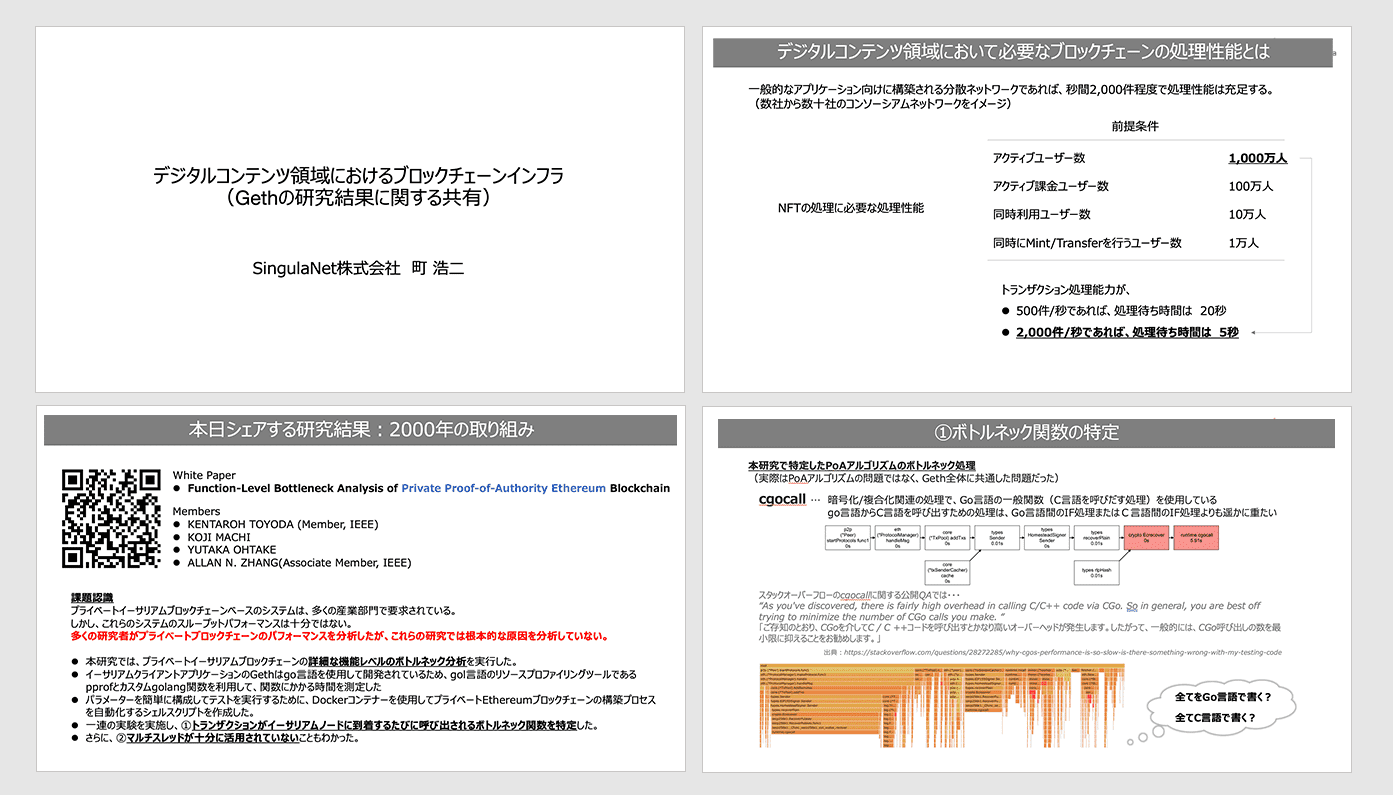 デジタルコンテンツ領域におけるブロックチェーンインフラ
（Gethの研究結果に関する共有）
SingulaNet株式会社　町 浩二
デジタルコンテンツ領域において必要なブロックチェーンの処理性能とは
一般的なアプリケーション向けに構築される分散ネットワークであれば、秒間2,000件程度で処理性能は充足する。
（数社から数十社のコンソーシアムネットワークをイメージ）
前提条件
アクティブユーザー数 1,000万人
アクティブ課金ユーザー数 100万人
NFTの処理に必要な処理性能
同時利用ユーザー数 10万人
同時にMint/Transferを行うユーザー数 1万人
トランザクション処理能力が、
● 500件/秒であれば、処理待ち時間は　20秒
● 2,000件/秒であれば、処理待ち時間は　5秒
本日シェアする研究結果：2000年の取り組み
White Paper
● Function-Level Bottleneck Analysis of Private Proof-of-Authority Ethereum Blockchain
Members
● KENTAROH TOYODA (Member, IEEE)
● KOJI MACHI
● YUTAKA OHTAKE
● ALLAN N. ZHANG(Associate Member, IEEE)
課題認識
プライベートイーサリアムブロックチェーンベースのシステムは、多くの産業部門で要求されている。
しかし、これらのシステムのスループットパフォーマンスは十分ではない。
多くの研究者がプライベートブロックチェーンのパフォーマンスを分析したが、これらの研究では根本的な原因を分析していない。
● 本研究では、プライベートイーサリアムブロックチェーンの詳細な機能レベルのボトルネック分析を実行した。
● イーサリアムクライアントアプリケーションのGethはgo言語を使用して開発されているため、gol言語のリソースプロファイリングツールである
pprofとカスタムgolang関数を利用して、関数にかかる時間を測定した
● パラメーターを簡単に構成してテストを実行するために、Dockerコンテナーを使用してプライベートEthereumブロックチェーンの構築プロセス
を自動化するシェルスクリプトを作成した。
● 一連の実験を実施し、①トランザクションがイーサリアムノードに到着するたびに呼び出されるボトルネック関数を特定した。
● さらに、②マルチスレッドが十分に活用されていないこともわかった。
①ボトルネック関数の特定
本研究で特定したPoAアルゴリズムのボトルネック処理
（実際はPoAアルゴリズムの問題ではなく、Geth全体に共通した問題だった）
cgocall … 暗号化/複合化関連の処理で、Go言語の一般関数（C言語を呼びだす処理）を使用している
go言語からC言語を呼び出すための処理は、Go言語間のIF処理またはＣ言語間のIF処理よりも遥かに重たい
p2p
(*Peer)
startProtocols func1
0s
eth
(*ProtocolManager)
handleMsg
0s
core
(*TxPool) addTxs
0s
types
Sender
0.01s
types
HomesteadSigner
Sender
0s
types
recoverPlain
0.01s
crypto Ecrecover
0s
runtime cgocall
5.91s
core
(*txSenderCacher)
cache
0s
types rlpHash
0.01s
スタックオーバーフローのcgocallに関する公開QAでは・・・
"As you've discovered, there is fairly high overhead in calling C/C++ code via CGo. So in general, you are best off
trying to minimize the number of CGo calls you make. "
「ご存知のとおり、CGoを介してC / C ++コードを呼び出すとかなり高いオーバーヘッドが発生します。したがって、一般的には、CGo呼び出しの数を最
小限に抑えることをお勧めします。」
出典：https://stackoverflow.com/questions/28272285/why-cgos-performance-is-so-slow-is-there-something-wrong-with-my-testing-code
全てをGo言語で書く？
全てC言語で書く？